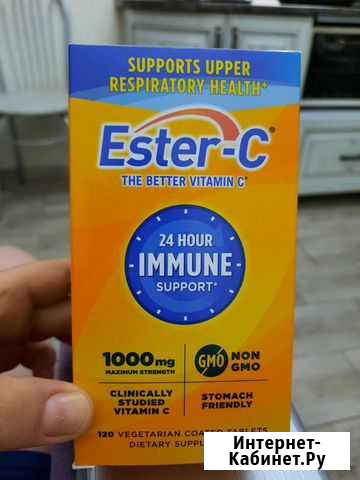 SUPPORTS UPPER
RESPIRATORY HEALTH*
Ester-C®
THE BETTER VITAMIN C*
24 HOUR
IMMUNE
SUPPORT*
1000mg
MAXIMUM STRENGTH
GMO
NON
GMO
CLINICALLY
STUDIED
VITAMIN C
STOMACH
FRIENDLY
120 VEGETARIAN COATED TABLETS
DIETARY
Интернет-
Кабинет.Ру